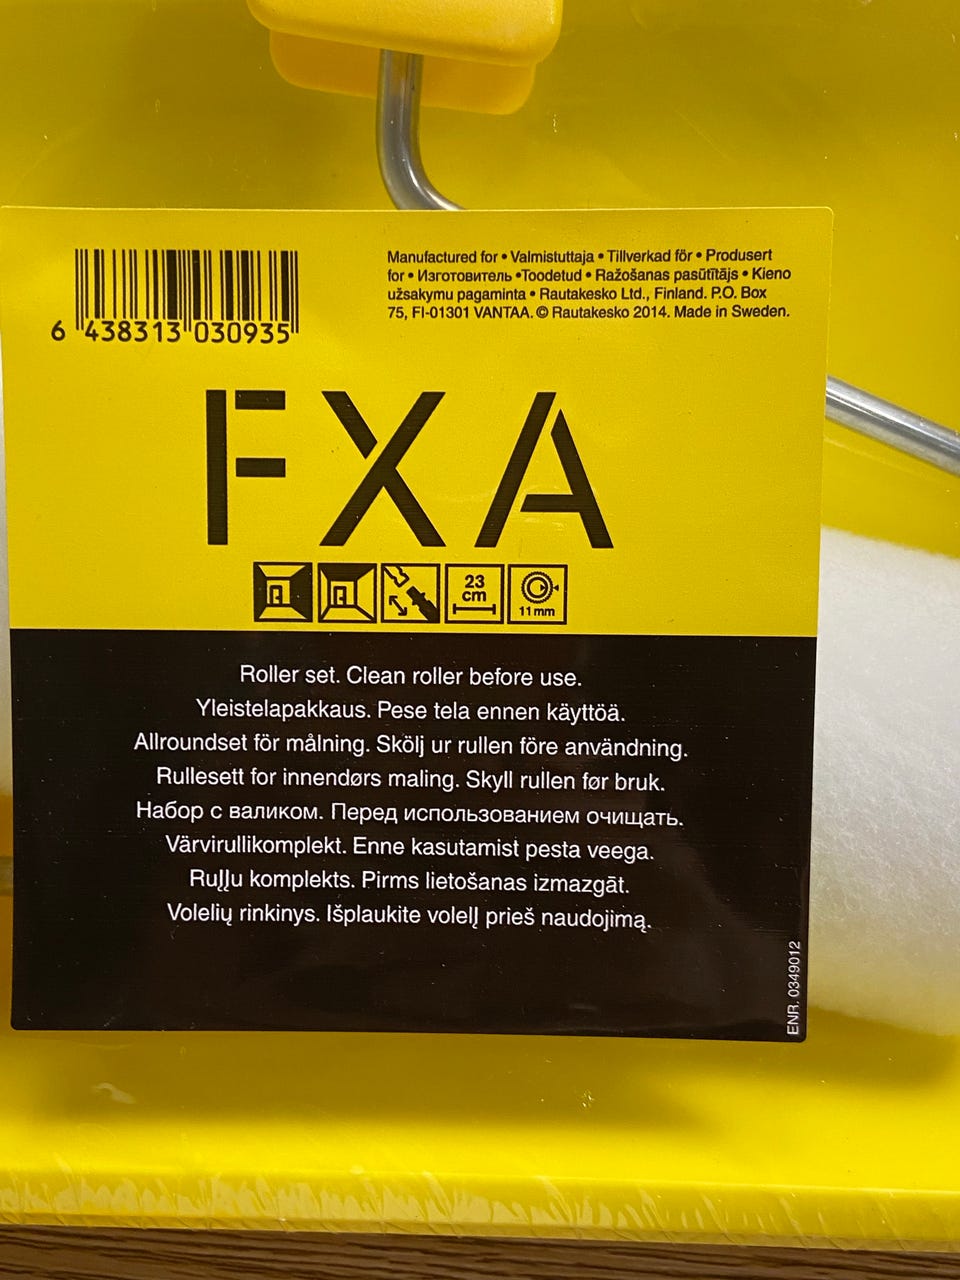 6 438313 030935
Manufactured for • Valmistuttaja • Tillverkad för • Produsert
for • Изготовитель •Toodetud • Ražošanas pasūtītājs • Kieno
užsakymu pagaminta • Rautakesko Ltd., Finland. P.O. Box
75, FI-01301 VANTAA. © Rautakesko 2014. Made in Sweden.
FXA
23
cm
11 mm
Roller set. Clean roller before use.
Yleistelapakkaus. Pese tela ennen käyttöä.
Allroundset för målning. Skölj ur rullen före användning.
Rullesett for innendørs maling. Skyll rullen før bruk.
Набор с валиком. Перед использованием очищать.
Värvirullikomplekt. Enne kasutamist pesta veega.
Ruļļu komplekts. Pirms lietošanas izmazgāt.
Volelių rinkinys. Išplaukite volelį prieš naudojimą.
ENR. 0349012